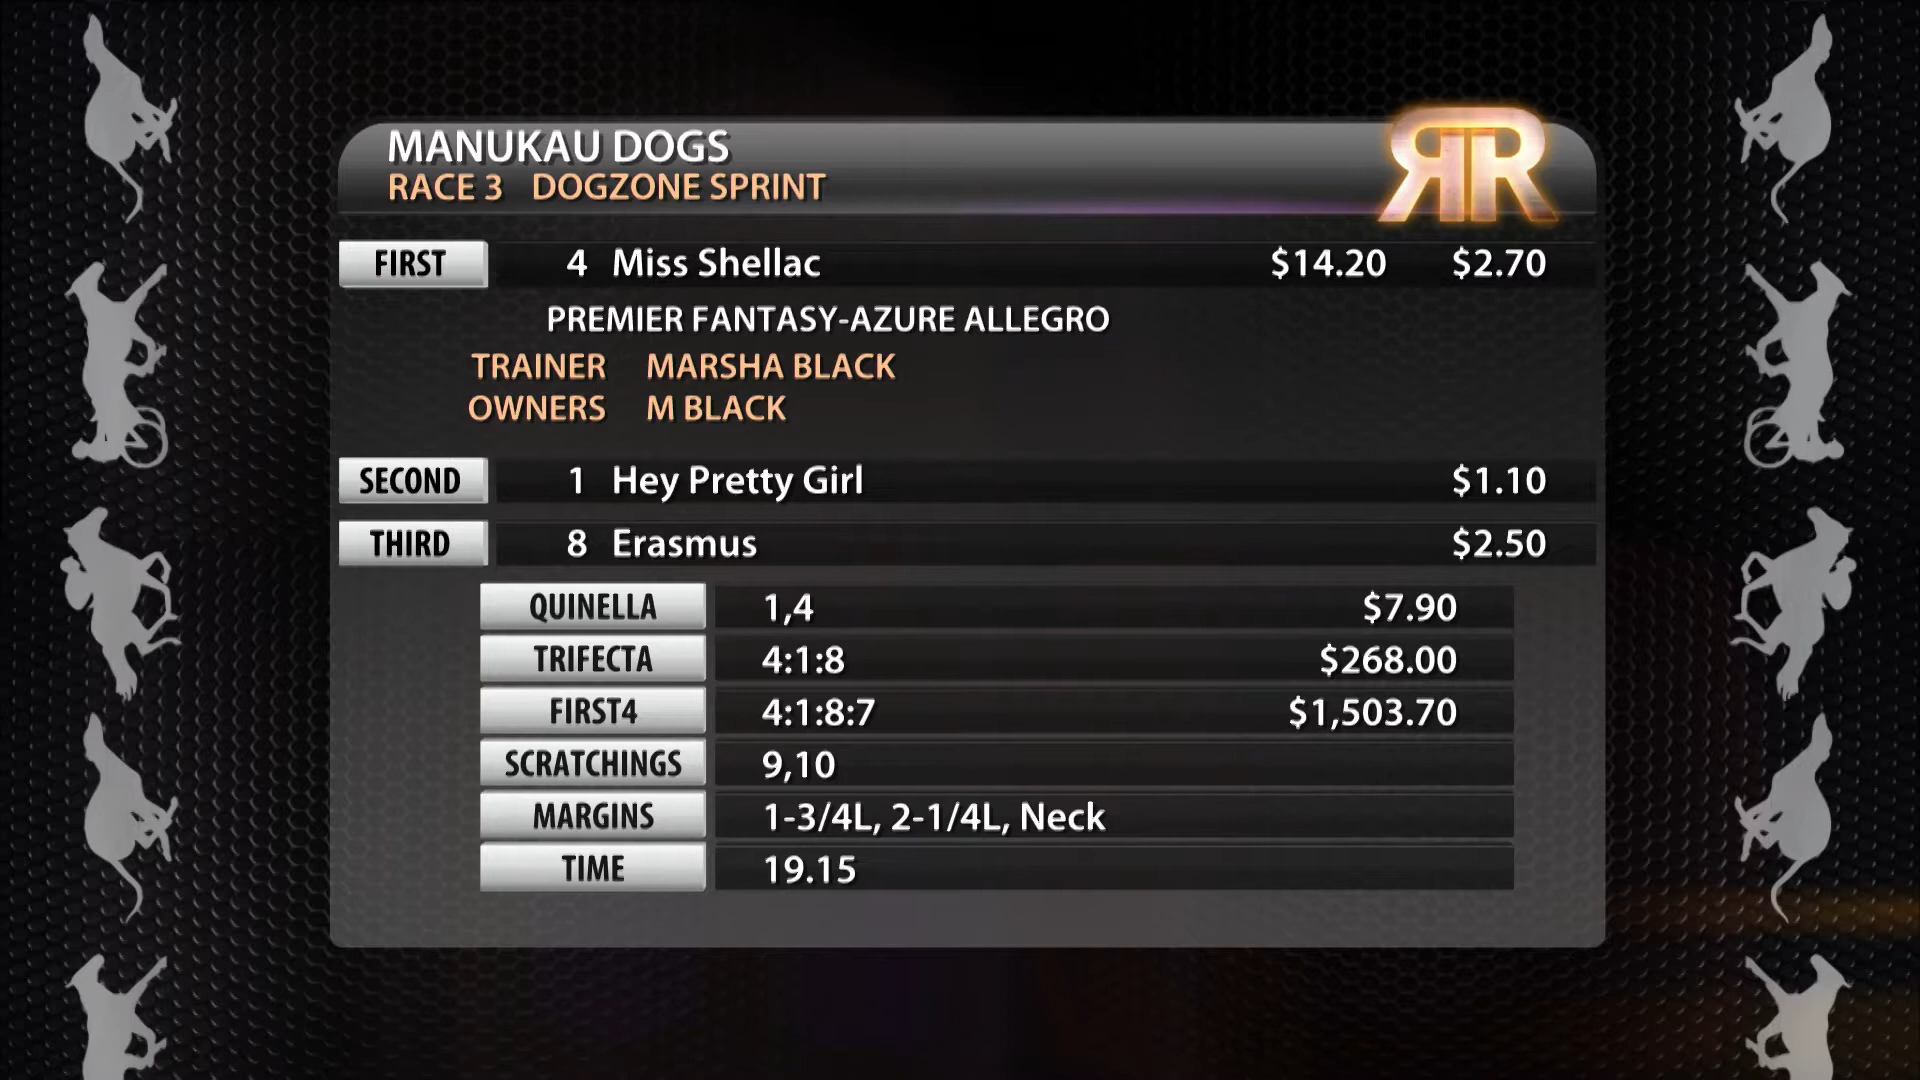 MANUKAU DOGS
RACE 3 DOGZONE SPRINT
RR
FIRST 4 Miss Shellac $14.20 $2.70
PREMIER FANTASY-AZURE ALLEGRO
TRAINER MARSHA BLACK
OWNERS M BLACK
SECOND 1 Hey Pretty Girl $1.10
THIRD 8 Erasmus $2.50
QUINELLA 1,4 $7.90
TRIFECTA 4:1:8 $268.00
FIRST4 4:1:8:7 $1,503.70
SCRATCHINGS 9,10
MARGINS 1-3/4L, 2-1/4L, Neck
TIME 19.15